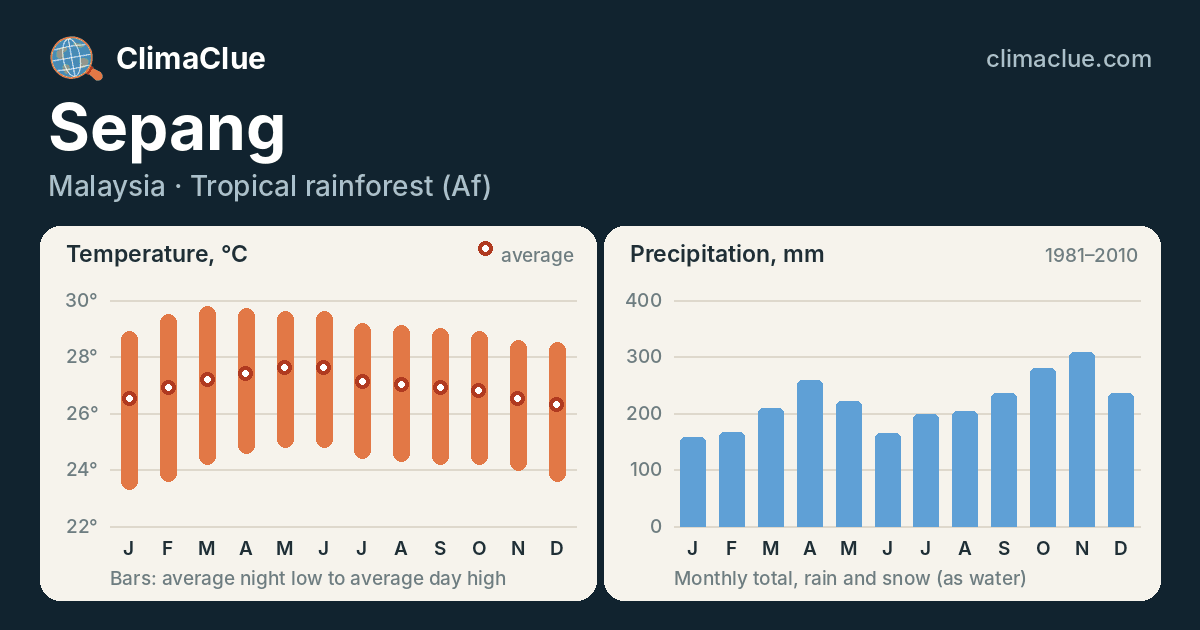 ClimaClue
climaclue.com
Sepang
Malaysia · Tropical rainforest (Af)
Temperature, °C
average
30°
28°
26°
24°
22°
J F M A M J J A S O N D
Bars: average night low to average day high
Precipitation, mm
1981–2010
400
300
200
100
0
J F M A M J J A S O N D
Monthly total, rain and snow (as water)